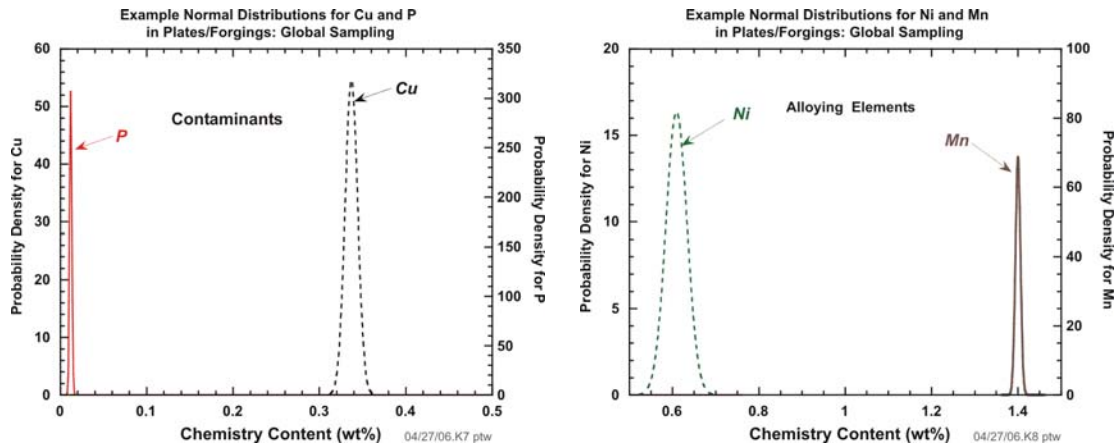 Example Normal Distributions for Cu and P
in Plates/Forgings: Global Sampling
60
50
40
30
20
10
0
350
300
250
200
150
100
50
0
Probability Density for Cu
Probability Density for P
P
Contaminants
Cu
0
0.1
0.2
0.3
0.4
0.5
Chemistry Content (wt%)
04/27/06.K7 ptw
Example Normal Distributions for Ni and Mn
in Plates/Forgings: Global Sampling
20
15
10
5
0
100
80
60
40
20
0
Probability Density for Ni
Probability Density for Mn
Ni
Alloying Elements
Mn
0.6
0.8
1
1.2
1.4
Chemistry Content (wt%)
04/27/06.K8 ptw